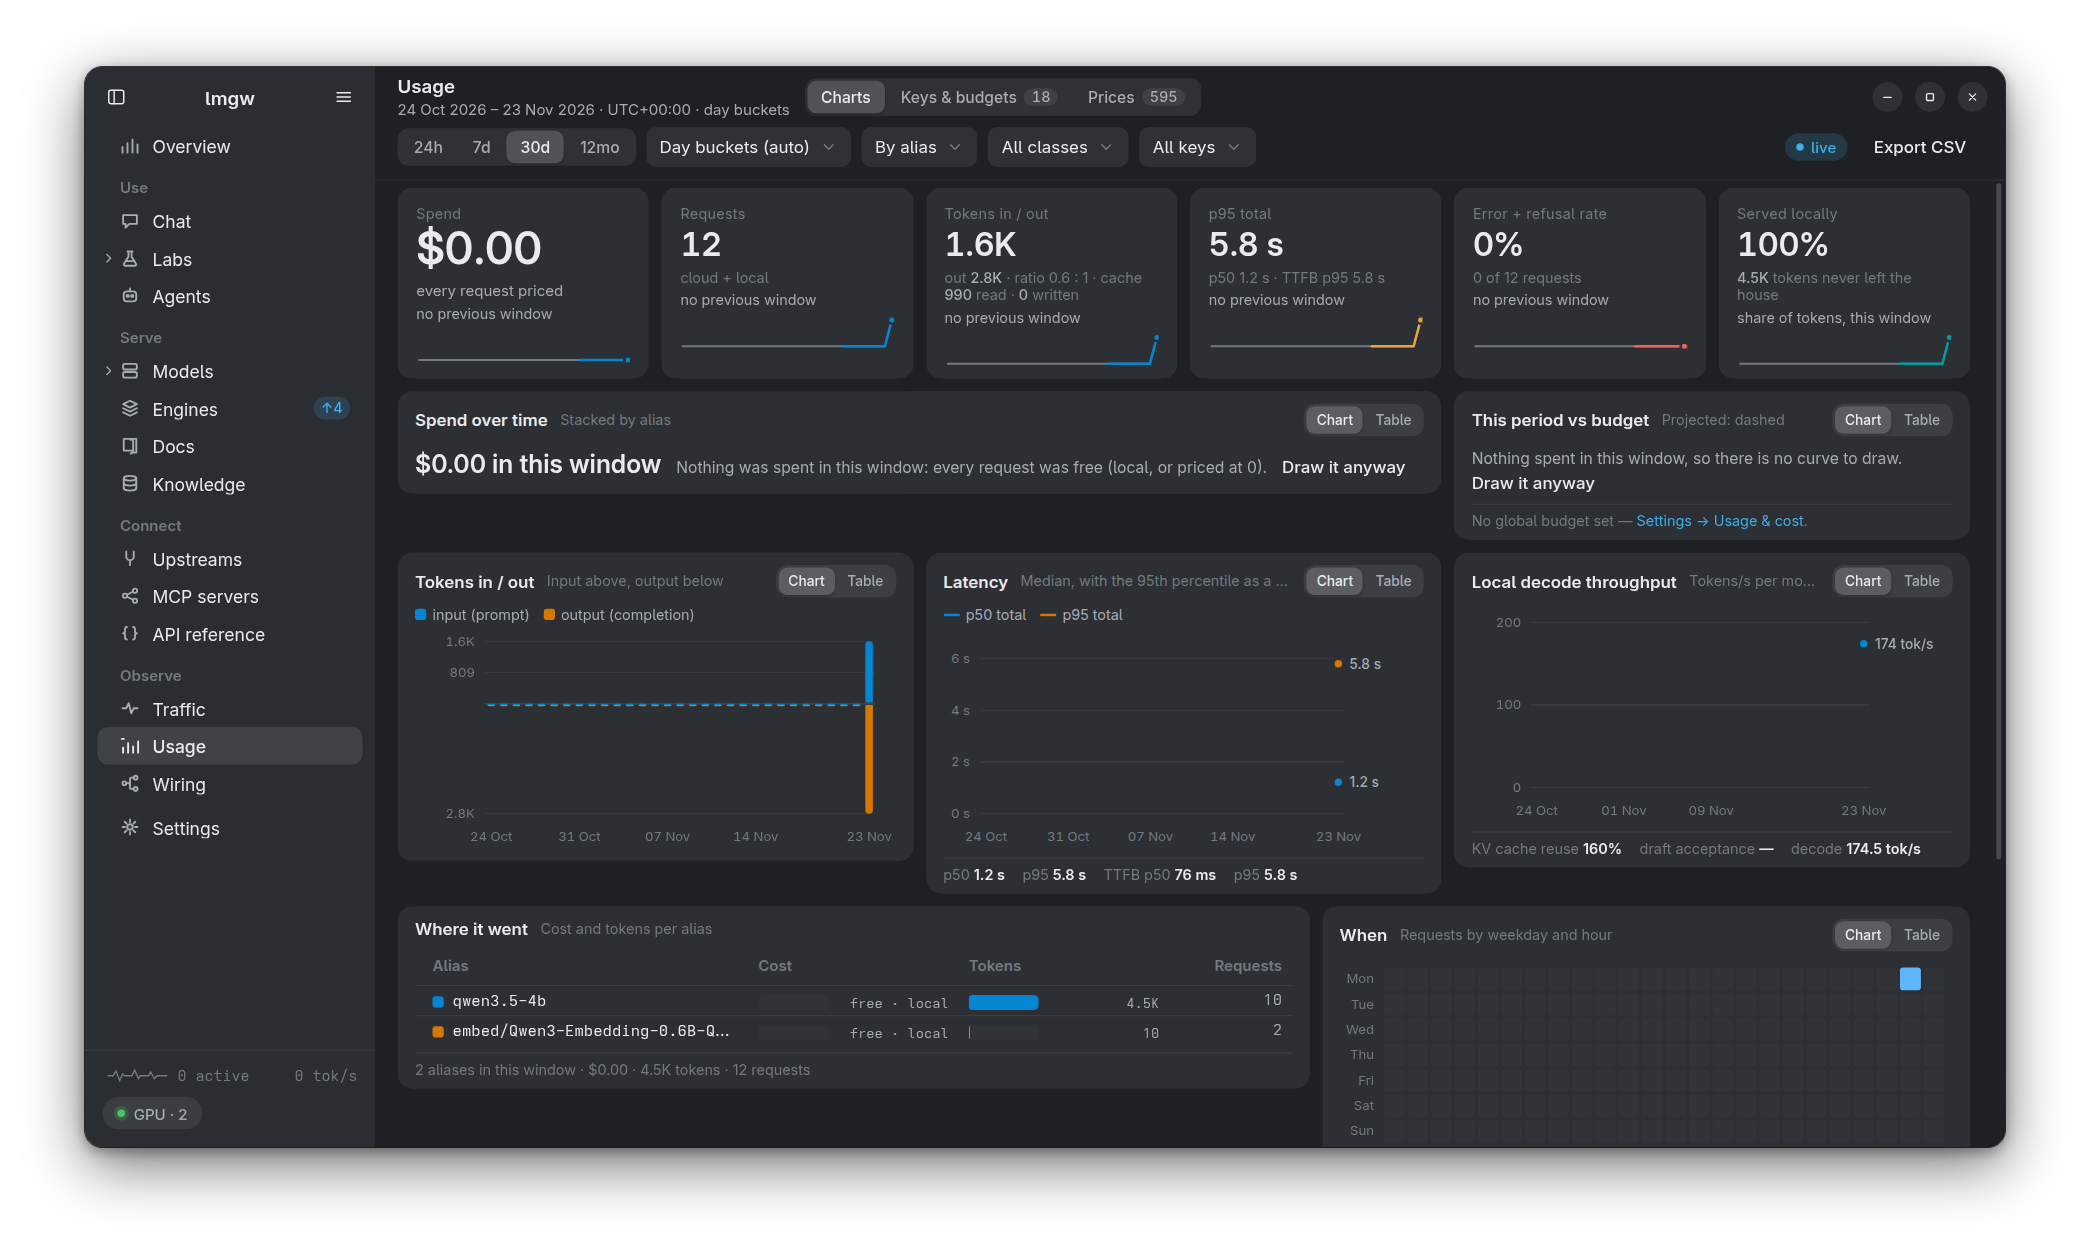 lmgw
Overview
Use
Chat
Labs
Agents
Serve
Models
Engines ↑4
Docs
Knowledge
Connect
Upstreams
MCP servers
API reference
Observe
Traffic
Usage
Wiring
Settings
0 active 0 tok/s
GPU · 2
Usage
24 Oct 2026 – 23 Nov 2026 · UTC+00:00 · day buckets
Charts Keys & budgets 18 Prices 595
24h 7d 30d 12mo Day buckets (auto) By alias All classes All keys live Export CSV
Spend
$0.00
every request priced
no previous window
Requests
12
cloud + local
no previous window
Tokens in / out
1.6K
out 2.8K · ratio 0.6 : 1 · cache
990 read · 0 written
no previous window
p95 total
5.8 s
p50 1.2 s · TTFB p95 5.8 s
no previous window
Error + refusal rate
0%
0 of 12 requests
no previous window
Served locally
100%
4.5K tokens never left the
house
share of tokens, this window
Spend over time Stacked by alias Chart Table
$0.00 in this window Nothing was spent in this window: every request was free (local, or priced at 0). Draw it anyway
This period vs budget Projected: dashed Chart Table
Nothing spent in this window, so there is no curve to draw.
Draw it anyway
No global budget set — Settings → Usage & cost.
Tokens in / out Input above, output below Chart Table
input (prompt) output (completion)
1.6K
809
2.8K
24 Oct 31 Oct 07 Nov 14 Nov 23 Nov
Latency Median, with the 95th percentile as a ... Chart Table
p50 total p95 total
6 s
5.8 s
4 s
2 s
1.2 s
0 s
24 Oct 31 Oct 07 Nov 14 Nov 23 Nov
p50 1.2 s p95 5.8 s TTFB p50 76 ms p95 5.8 s
Local decode throughput Tokens/s per mo... Chart Table
200
174 tok/s
100
0
24 Oct 01 Nov 09 Nov 23 Nov
KV cache reuse 160% draft acceptance — decode 174.5 tok/s
Where it went Cost and tokens per alias
Alias Cost Tokens Requests
qwen3.5-4b free · local 4.5K 10
embed/Qwen3-Embedding-0.6B-Q... free · local 10 2
2 aliases in this window · $0.00 · 4.5K tokens · 12 requests
When Requests by weekday and hour Chart Table
Mon
Tue
Wed
Thu
Fri
Sat
Sun